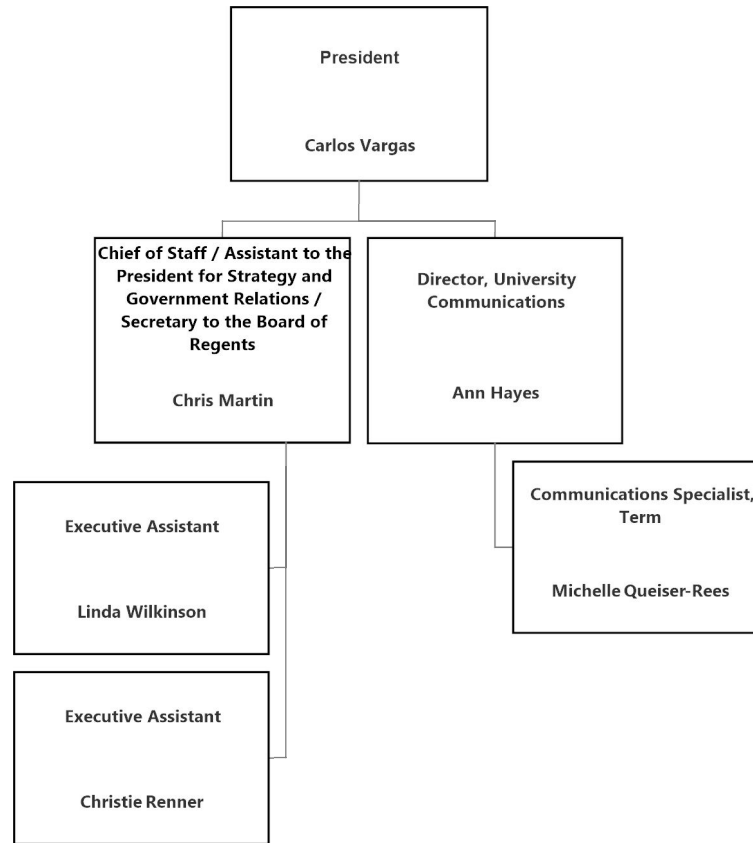 President
Carlos Vargas
Chief of Staff / Assistant to the
President for Strategy and
Government Relations /
Secretary to the Board of
Regents
Chris Martin
Director, University
Communications
Ann Hayes
Executive Assistant
Linda Wilkinson
Communications Specialist,
Term
Michelle Queiser-Rees
Executive Assistant
Christie Renner